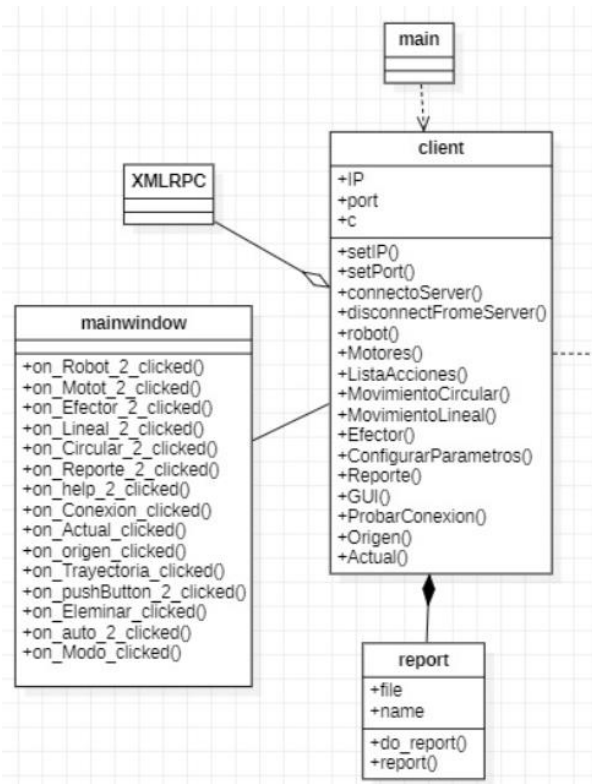 main
client
+IP
+port
+c
+setIP()
+setPort()
+connectoServer()
+disconnectFromeServer()
+robot()
+Motores()
+ListaAcciones()
+MovimientoCircular()
+MovimientoLineal()
+Efector()
+ConfigurarParametros()
+Reporte()
+GUI()
+ProbarConexion()
+Origen()
+Actual()
XMLRPC
mainwindow
+on_Robot_2_clicked()
+on_Motot_2_clicked()
+on_Efector_2_clicked()
+on_Lineal_2_clicked()
+on_Circular_2_clicked()
+on_Reporte_2_clicked()
+on_help_2_clicked()
+on_Conexion_clicked()
+on_Actual_clicked()
+on_origen_clicked()
+on_Trayectoria_clicked()
+on_pushButton_2_clicked()
+on_Eleminar_clicked()
+on_auto_2_clicked()
+on_Modo_clicked()
report
+file
+name
+do_report()
+report()